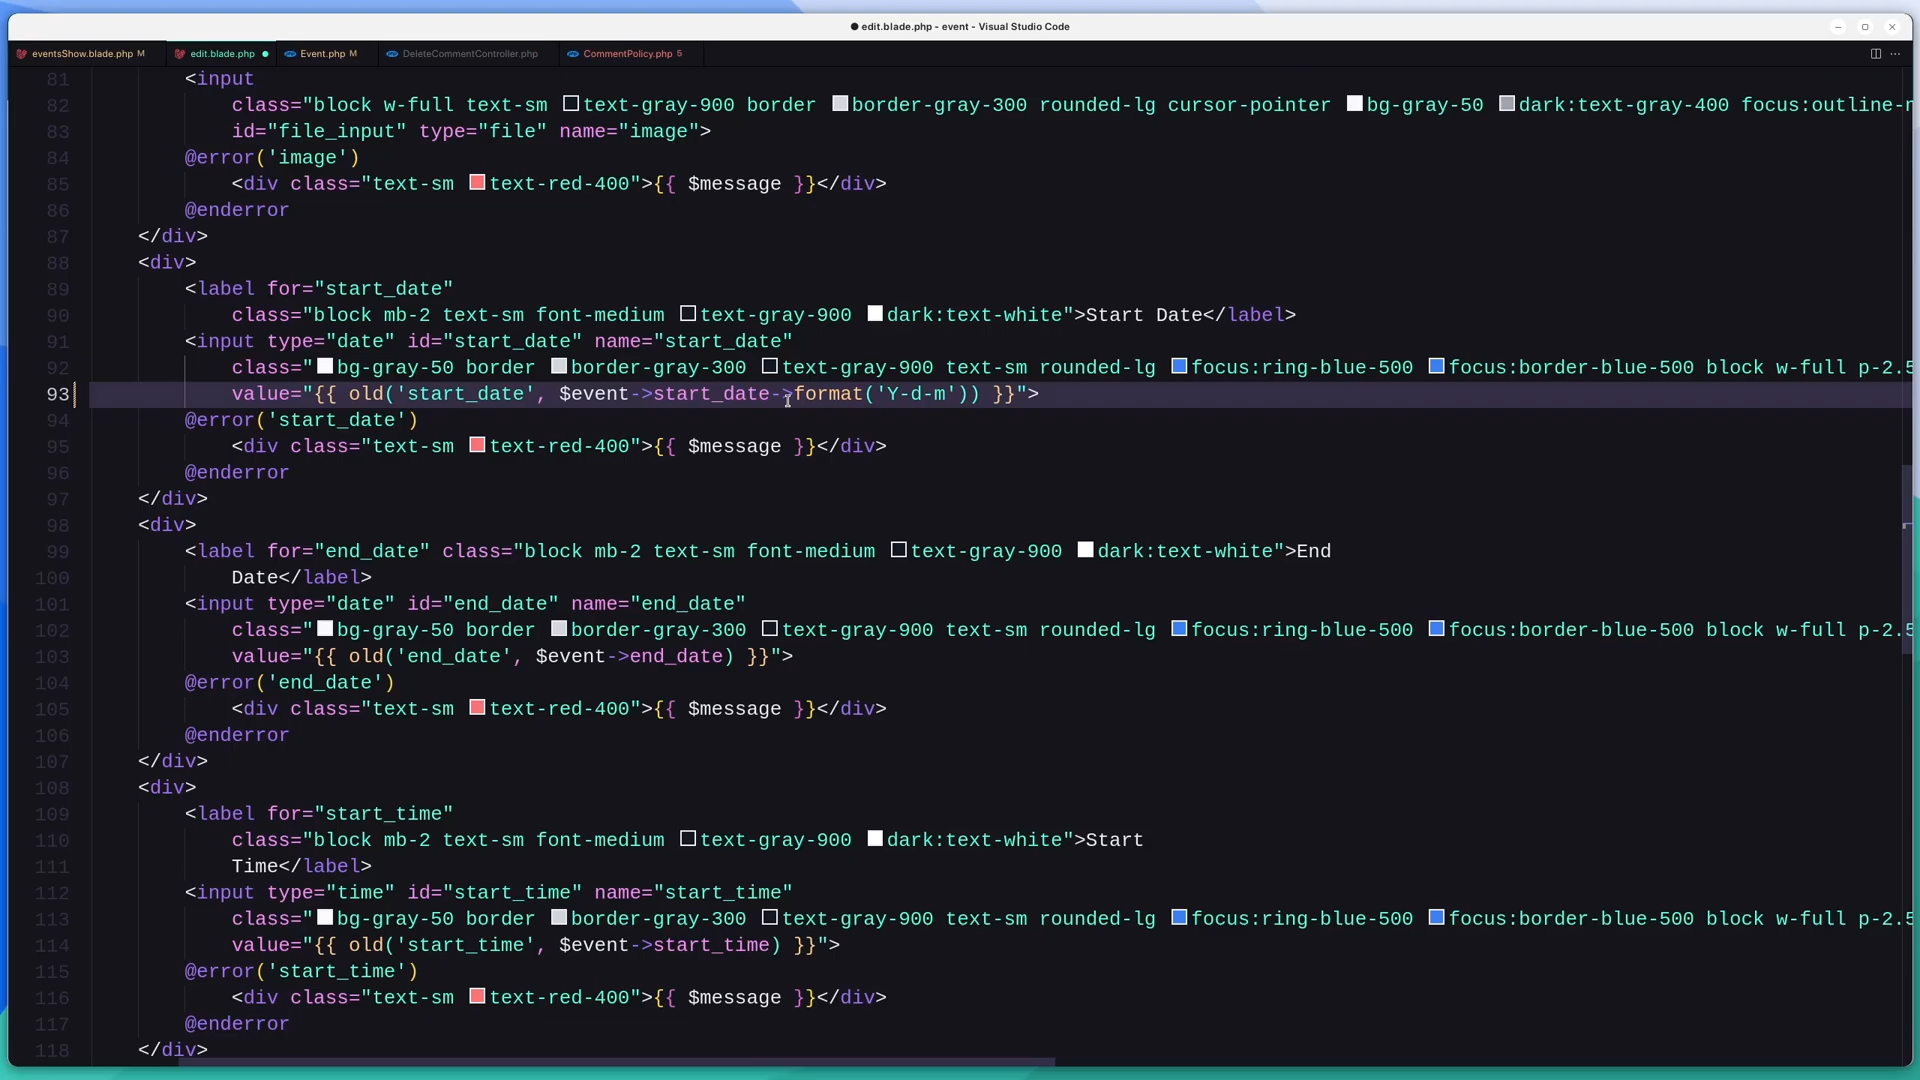 ● edit.blade.php - event - Visual Studio Code
eventsShow.blade.php M edit.blade.php ● Event.php M DeleteCommentController.php CommentPolicy.php 5
81 <input
82 class="block w-full text-sm text-gray-900 border border-gray-300 rounded-lg cursor-pointer bg-gray-50 dark:text-gray-400 focus:outline-n
83 id="file_input" type="file" name="image">
84 @error('image')
85 <div class="text-sm text-red-400">{{ $message }}</div>
86 @enderror
87 </div>
88 <div>
89 <label for="start_date"
90 class="block mb-2 text-sm font-medium text-gray-900 dark:text-white">Start Date</label>
91 <input type="date" id="start_date" name="start_date"
92 class="bg-gray-50 border border-gray-300 text-gray-900 text-sm rounded-lg focus:ring-blue-500 focus:border-blue-500 block w-full p-2.5
93 value="{{ old('start_date', $event->start_date->format('Y-d-m')) }}">
94 @error('start_date')
95 <div class="text-sm text-red-400">{{ $message }}</div>
96 @enderror
97 </div>
98 <div>
99 <label for="end_date" class="block mb-2 text-sm font-medium text-gray-900 dark:text-white">End
100 Date</label>
101 <input type="date" id="end_date" name="end_date"
102 class="bg-gray-50 border border-gray-300 text-gray-900 text-sm rounded-lg focus:ring-blue-500 focus:border-blue-500 block w-full p-2.5
103 value="{{ old('end_date', $event->end_date) }}">
104 @error('end_date')
105 <div class="text-sm text-red-400">{{ $message }}</div>
106 @enderror
107 </div>
108 <div>
109 <label for="start_time"
110 class="block mb-2 text-sm font-medium text-gray-900 dark:text-white">Start
111 Time</label>
112 <input type="time" id="start_time" name="start_time"
113 class="bg-gray-50 border border-gray-300 text-gray-900 text-sm rounded-lg focus:ring-blue-500 focus:border-blue-500 block w-full p-2.5
114 value="{{ old('start_time', $event->start_time) }}">
115 @error('start_time')
116 <div class="text-sm text-red-400">{{ $message }}</div>
117 @enderror
118 </div>